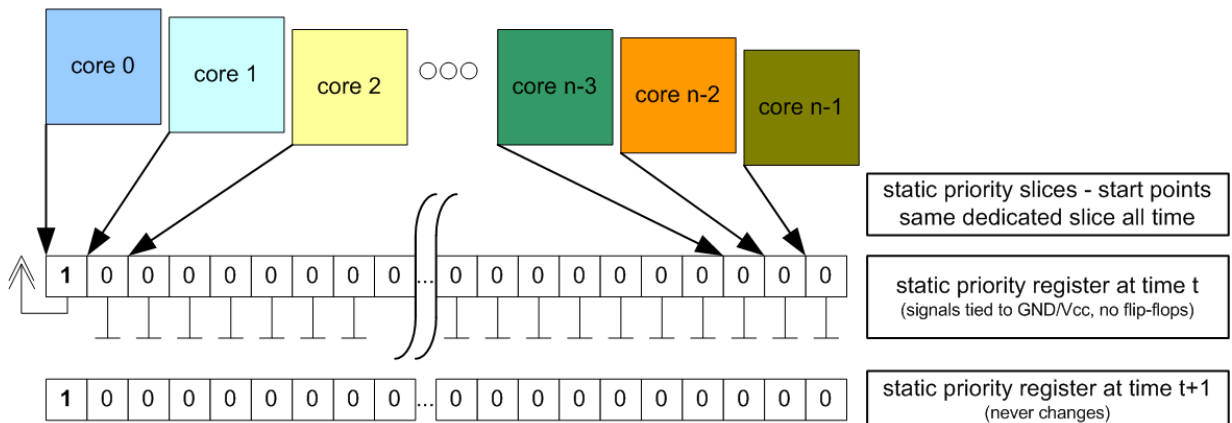 core 0
core 1
core 2
core n-3
core n-2
core n-1
static priority slices - start points
same dedicated slice all time
1 0 0 0 0 0 0 0 0 ... 0 0 0 0 0 0 0 0 0 0
static priority register at time t
(signals tied to GND/Vcc, no flip-flops)
1 0 0 0 0 0 0 0 0 ... 0 0 0 0 0 0 0 0 0 0
static priority register at time t+1
(never changes)